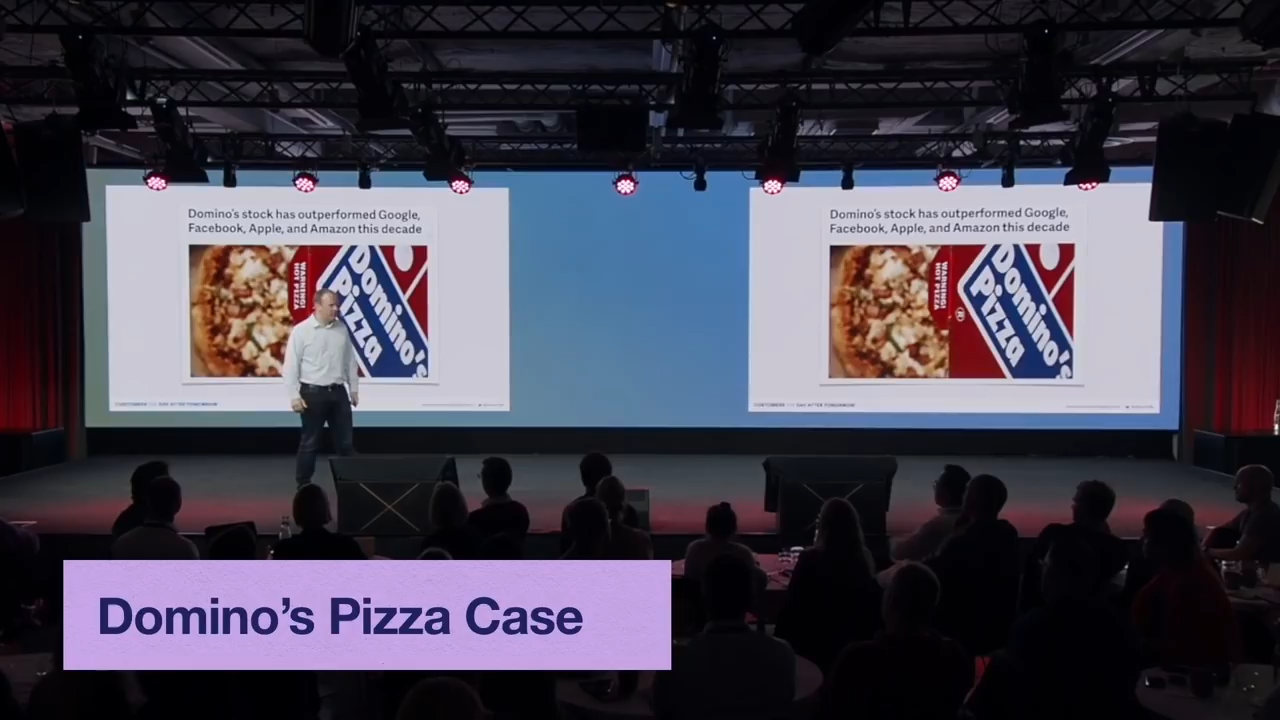 Domino's stock has outperformed Google,
Facebook, Apple, and Amazon this decade
WARNING!
HOT PIZZA
Domino's
Pizza
Domino's stock has outperformed Google,
Facebook, Apple, and Amazon this decade
WARNING!
HOT PIZZA
®
Domino's
Pizza
Domino’s Pizza Case